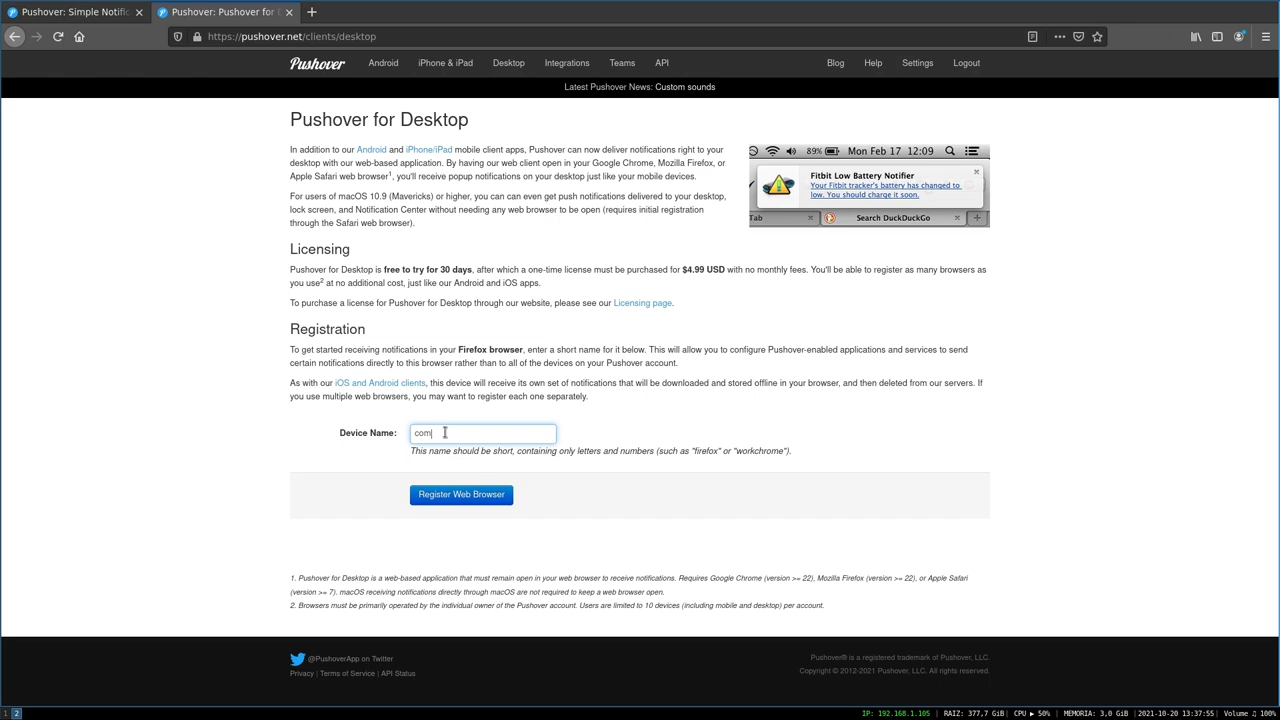 Pushover: Simple Notific
Pushover: Pushover for D
https://pushover.net/clients/desktop
Pushover
Android
iPhone & iPad
Desktop
Integrations
Teams
API
Blog
Help
Settings
Logout
Latest Pushover News: Custom sounds
Pushover for Desktop
In addition to our Android and iPhone/iPad mobile client apps, Pushover can now deliver notifications right to your
desktop with our web-based application. By having our web client open in your Google Chrome, Mozilla Firefox, or
Apple Safari web browser1, you'll receive popup notifications on your desktop just like your mobile devices.
For users of macOS 10.9 (Mavericks) or higher, you can can even get push notifications delivered to your desktop,
lock screen, and Notification Center without needing any web browser to be open (requires initial registration
through the Safari web browser).
89%
Mon Feb 17 12:09
Fitbit Low Battery Notifier
Your Fitbit tracker's battery has changed to
low. You should charge it soon.
Tab
Search DuckDuckGo
Licensing
Pushover for Desktop is free to try for 30 days, after which a one-time license must be purchased for $4.99 USD with no monthly fees. You'll be able to register as many browsers as
you use2 at no additional cost, just like our Android and iOS apps.
To purchase a license for Pushover for Desktop through our website, please see our Licensing page.
Registration
To get started receiving notifications in your Firefox browser, enter a short name for it below. This will allow you to configure Pushover-enabled applications and services to send
certain notifications directly to this browser rather than to all of the devices on your Pushover account.
As with our iOS and Android clients, this device will receive its own set of notifications that will be downloaded and stored offline in your browser, and then deleted from our servers. If
you use multiple web browsers, you may want to register each one separately.
Device Name: com
This name should be short, containing only letters and numbers (such as "firefox" or "workchrome").
Register Web Browser
1. Pushover for Desktop is a web-based application that must remain open in your web browser to receive notifications. Requires Google Chrome (version >= 22), Mozilla Firefox (version >= 22), or Apple Safari
(version >= 7). macOS receiving notifications directly through macOS are not required to keep a web browser open.
2. Browsers must be primarily operated by the individual owner of the Pushover account. Users are limited to 10 devices (including mobile and desktop) per account.
@PushoverApp on Twitter
Privacy | Terms of Service | API Status
Pushover® is a registered trademark of Pushover, LLC.
Copyright © 2012-2021 Pushover, LLC. All rights reserved.
1 2
IP: 192.168.1.105 | RAIZ: 377,7 GiB | CPU ▶ 50% | MEMORIA: 3,0 GiB | 2021-10-20 13:37:55 | Volume ♫ 100%